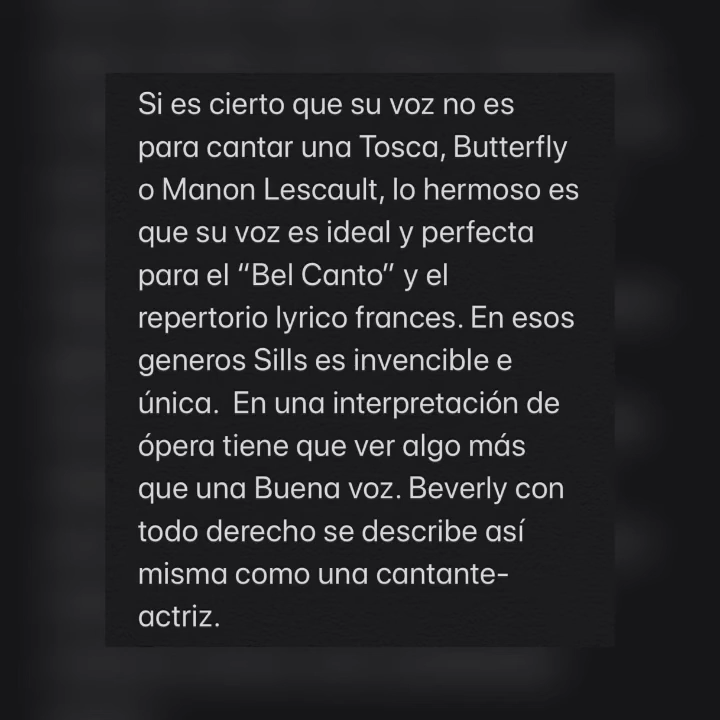 Si es cierto que su voz no es
para cantar una Tosca, Butterfly
o Manon Lescault, lo hermoso es
que su voz es ideal y perfecta
para el “Bel Canto” y el
repertorio lyrico frances. En esos
generos Sills es invencible e
única.  En una interpretación de
ópera tiene que ver algo más
que una Buena voz. Beverly con
todo derecho se describe así
misma como una cantante-
actriz.